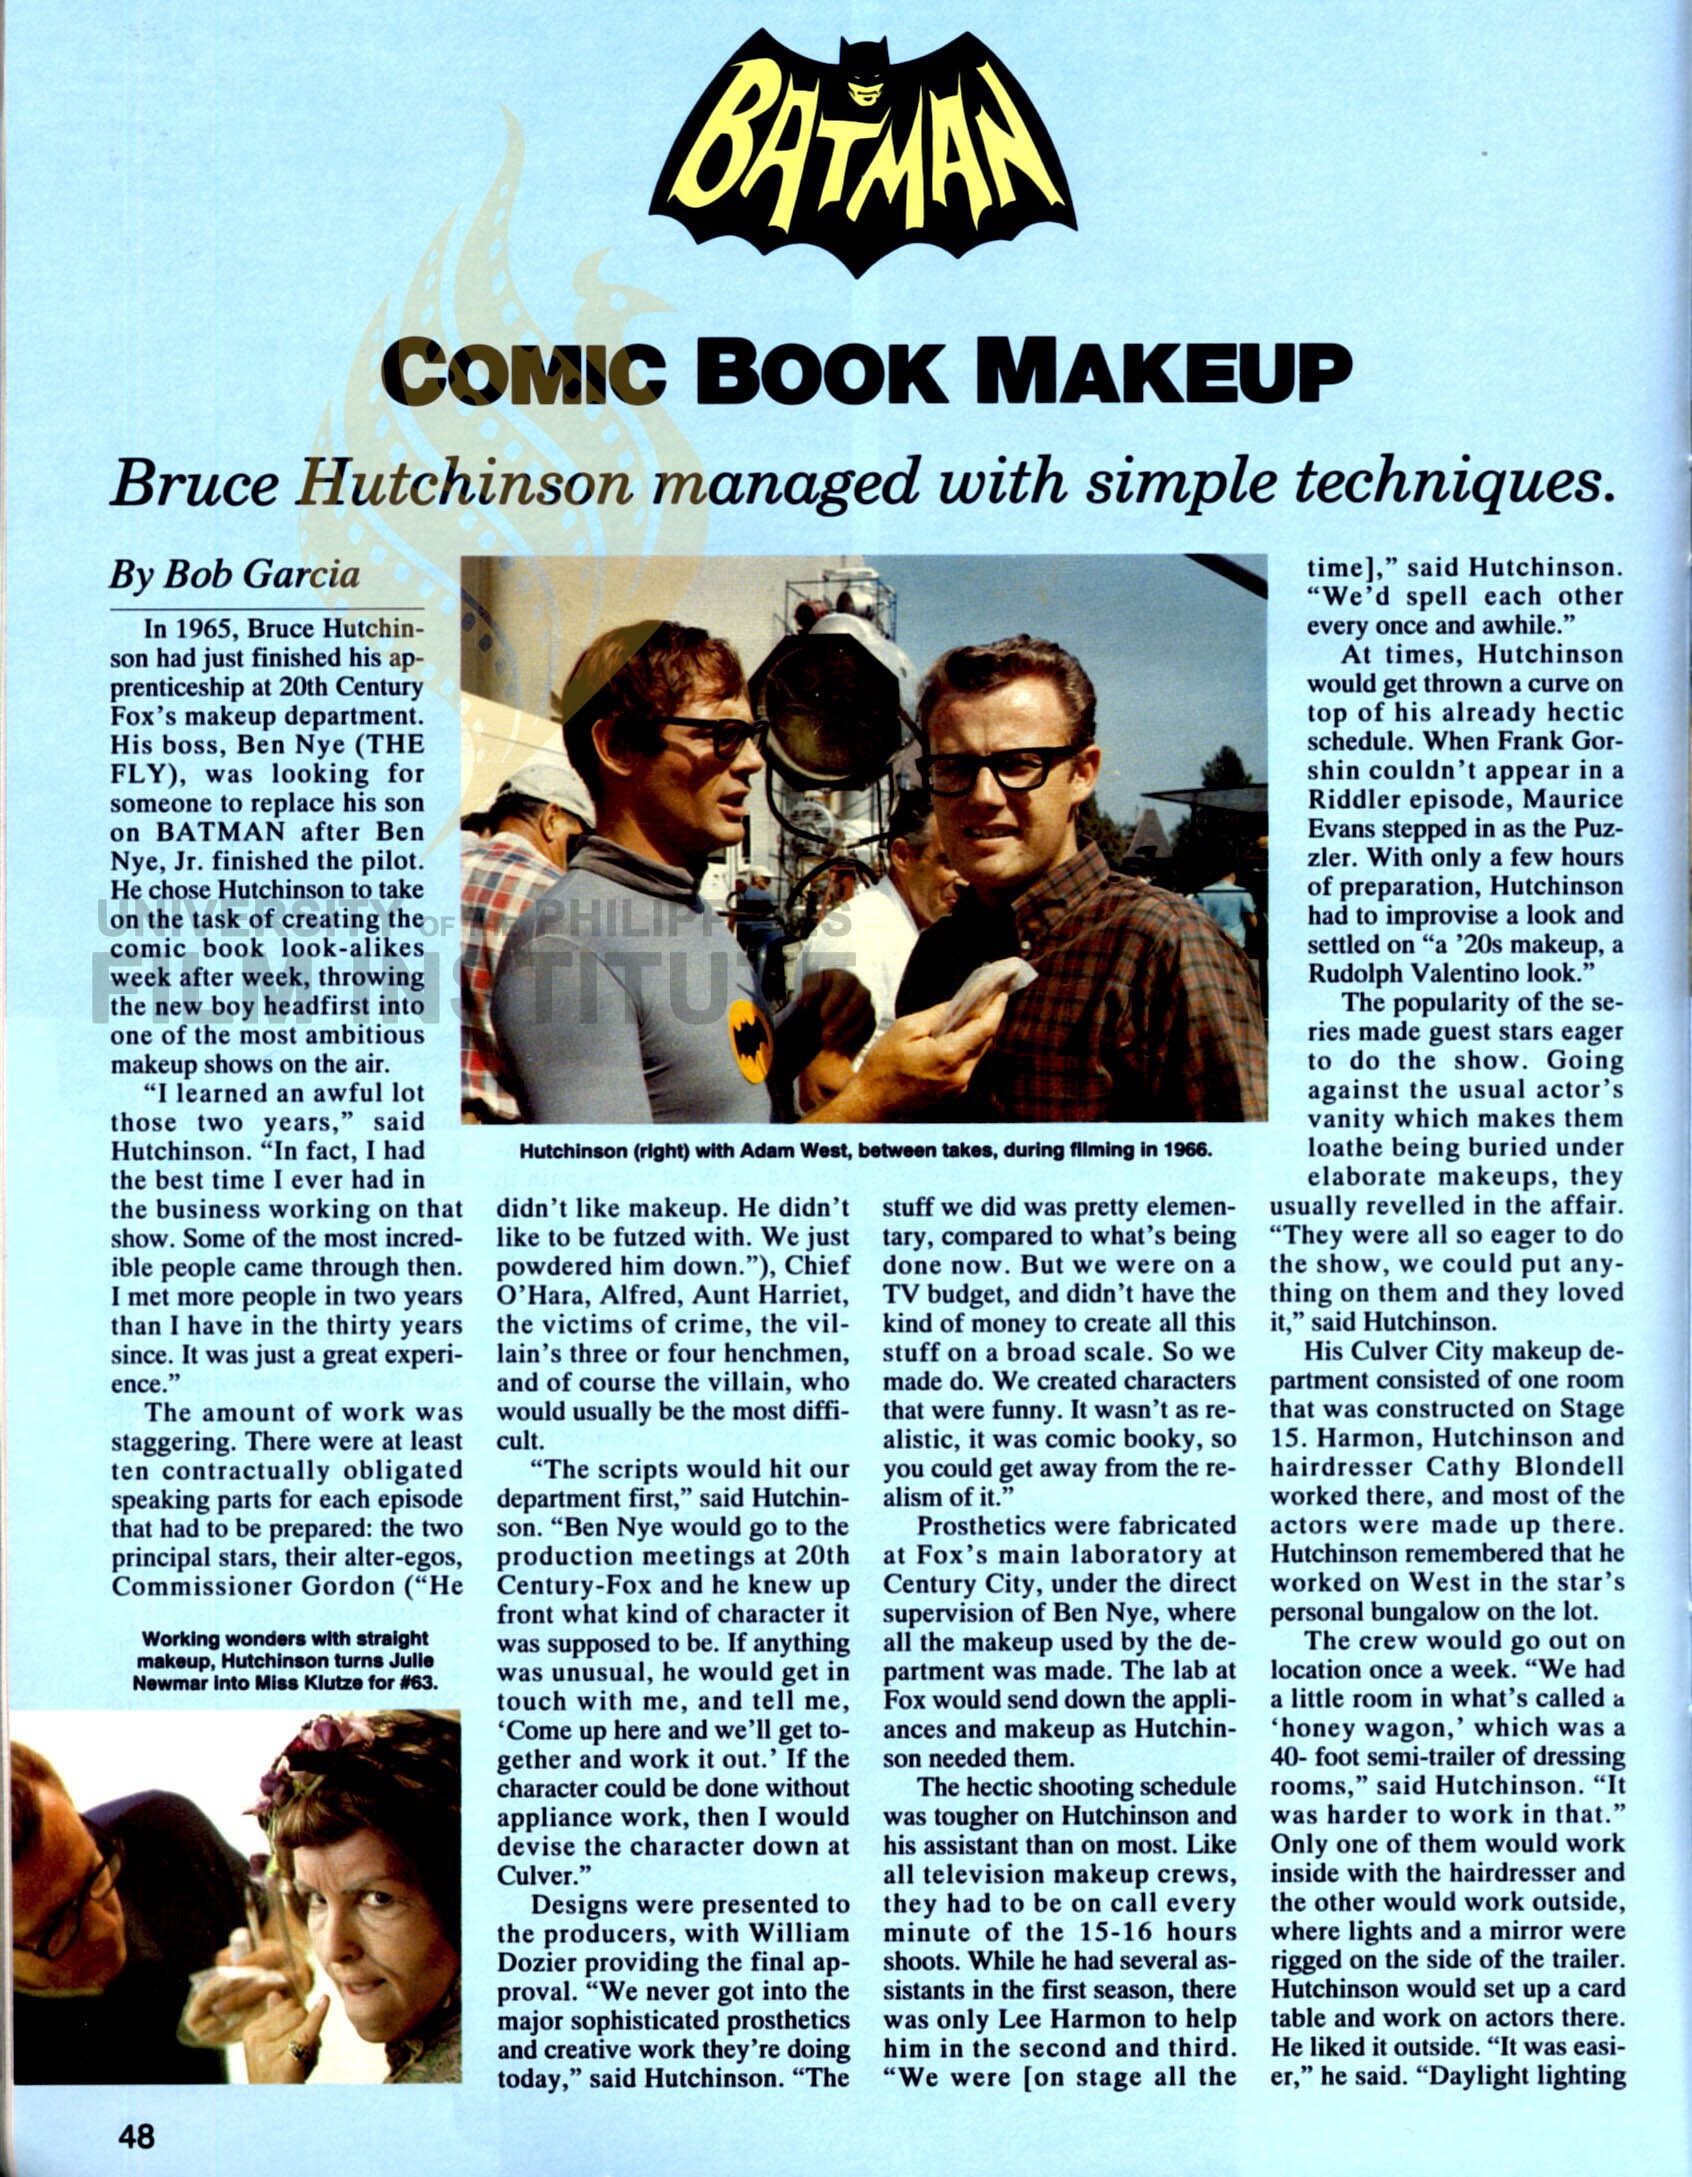 BATMAN
COMIC BOOK MAKEUP
Bruce Hutchinson managed with simple techniques.
By Bob Garcia
In 1965, Bruce Hutchin-
son had just finished his ap-
prenticeship at 20th Century
Fox's makeup department.
His boss, Ben Nye (THE
FLY), was looking for
someone to replace his son
on BATMAN after Ben
Nye, Jr. finished the pilot.
He chose Hutchinson to take
on the task of creating the
comic book look-alikes
week after week, throwing
the new boy headfirst into
one of the most ambitious
makeup shows on the air.
"I learned an awful lot
those two years," said
Hutchinson. "In fact, I had
the best time I ever had in
the business working on that
show. Some of the most incred-
ible people came through then.
I met more people in two years
than I have in the thirty years
since. It was just a great experi-
ence."
The amount of work was
staggering. There were at least
ten contractually obligated
speaking parts for each episode
that had to be prepared: the two
principal stars, their alter-egos,
Commissioner Gordon ("He
Working wonders with straight
makeup, Hutchinson turns Julie
Newmar into Miss Klutze for #63.
Hutchinson (right) with Adam West, between takes, during filming in 1966.
didn't like makeup. He didn't
like to be futzed with. We just
powdered him down."), Chief
O'Hara, Alfred, Aunt Harriet,
the victims of crime, the vil-
lain's three or four henchmen,
and of course the villain, who
would usually be the most diffi-
cult.
"The scripts would hit our
department first," said Hutchin-
son. "Ben Nye would go to the
production meetings at 20th
Century-Fox and he knew up
front what kind of character it
was supposed to be. If anything
was unusual, he would get in
touch with me, and tell me,
'Come up here and we'll get to-
gether and work it out.' If the
character could be done without
appliance work, then I would
devise the character down at
Culver."
Designs were presented to
the producers, with William
Dozier providing the final ap-
proval. "We never got into the
major sophisticated prosthetics
and creative work they're doing
today," said Hutchinson. "The
stuff we did was pretty elemen-
tary, compared to what's being
done now. But we were on a
TV budget, and didn't have the
kind of money to create all this
stuff on a broad scale. So we
made do. We created characters
that were funny. It wasn't as re-
alistic, it was comic booky, so
you could get away from the re-
alism of it."
Prosthetics were fabricated
at Fox's main laboratory at
Century City, under the direct
supervision of Ben Nye, where
all the makeup used by the de-
partment was made. The lab at
Fox would send down the appli-
ances and makeup as Hutchin-
son needed them.
The hectic shooting schedule
was tougher on Hutchinson and
his assistant than on most. Like
all television makeup crews,
they had to be on call every
minute of the 15-16 hours
shoots. While he had several as-
sistants in the first season, there
was only Lee Harmon to help
him in the second and third.
"We were [on stage all the
time]," said Hutchinson.
"We'd spell each other
every once and awhile."
At times, Hutchinson
would get thrown a curve on
top of his already hectic
schedule. When Frank Gor-
shin couldn't appear in a
Riddler episode, Maurice
Evans stepped in as the Puz-
zler. With only a few hours
of preparation, Hutchinson
had to improvise a look and
settled on "a '20s makeup, a
Rudolph Valentino look."
The popularity of the se-
ries made guest stars eager
to do the show. Going
against the usual actor's
vanity which makes them
loathe being buried under
elaborate makeups, they
usually revelled in the affair.
"They were all so eager to do
the show, we could put any-
thing on them and they loved
it," said Hutchinson.
His Culver City makeup de-
partment consisted of one room
that was constructed on Stage
15. Harmon, Hutchinson and
hairdresser Cathy Blondell
worked there, and most of the
actors were made up there.
Hutchinson remembered that he
worked on West in the star's
personal bungalow on the lot.
The crew would go out on
location once a week. "We had
a little room in what's called a
'honey wagon,' which was a
40- foot semi-trailer of dressing
rooms," said Hutchinson. "It
was harder to work in that."
Only one of them would work
inside with the hairdresser and
the other would work outside,
where lights and a mirror were
rigged on the side of the trailer.
Hutchinson would set up a card
table and work on actors there.
He liked it outside. "It was easi-
er," he said. "Daylight lighting
48
UNIVERSITY OF THE PHILIPPINES
FILM INSTITUTE